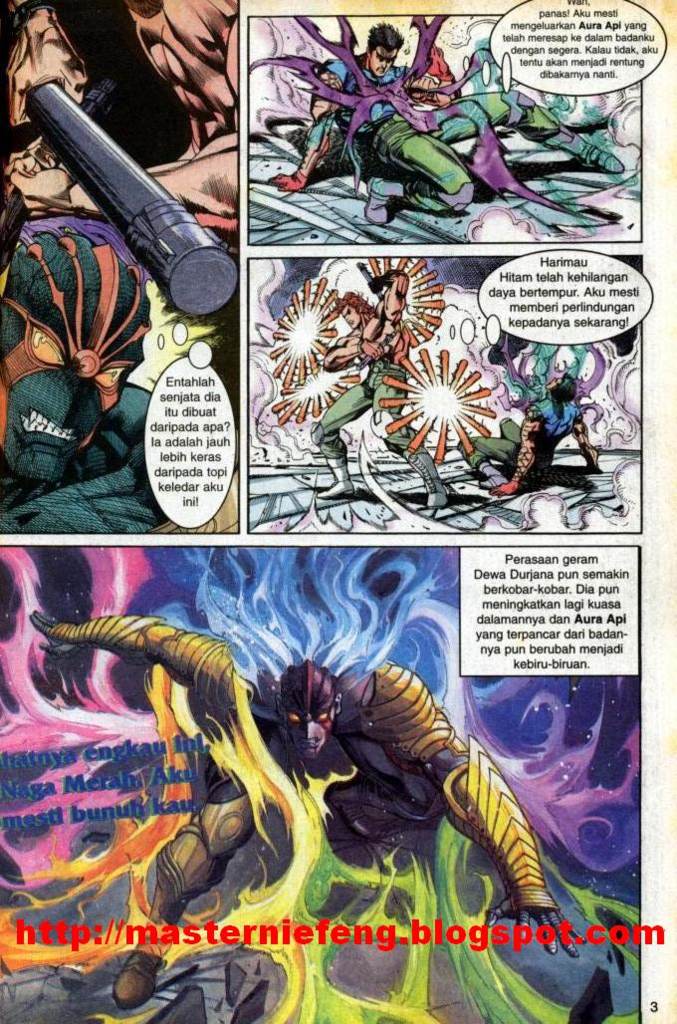 Wah,
panas! Aku mesti
mengeluarkan Aura Api yang
telah meresap ke dalam badanku
dengan segera. Kalau tidak, aku
tentu akan menjadi rentung
dibakarnya nanti.
Entahlah
senjata dia
itu dibuat
daripada apa?
Ia adalah jauh
lebih keras
daripada topi
keledar aku
ini!
Harimau
Hitam telah kehilangan
daya bertempur. Aku mesti
memberi perlindungan
kepadanya sekarang!
Perasaan geram
Dewa Durjana pun semakin
berkobar-kobar. Dia pun
meningkatkan lagi kuasa
dalamannya dan Aura Api
yang terpancar dari badan-
nya pun berubah menjadi
kebiru-biruan.
engkau ini,
Naga Merah. Aku
mesti bunuh kau
http://masterniefeng.blogspot.com
3